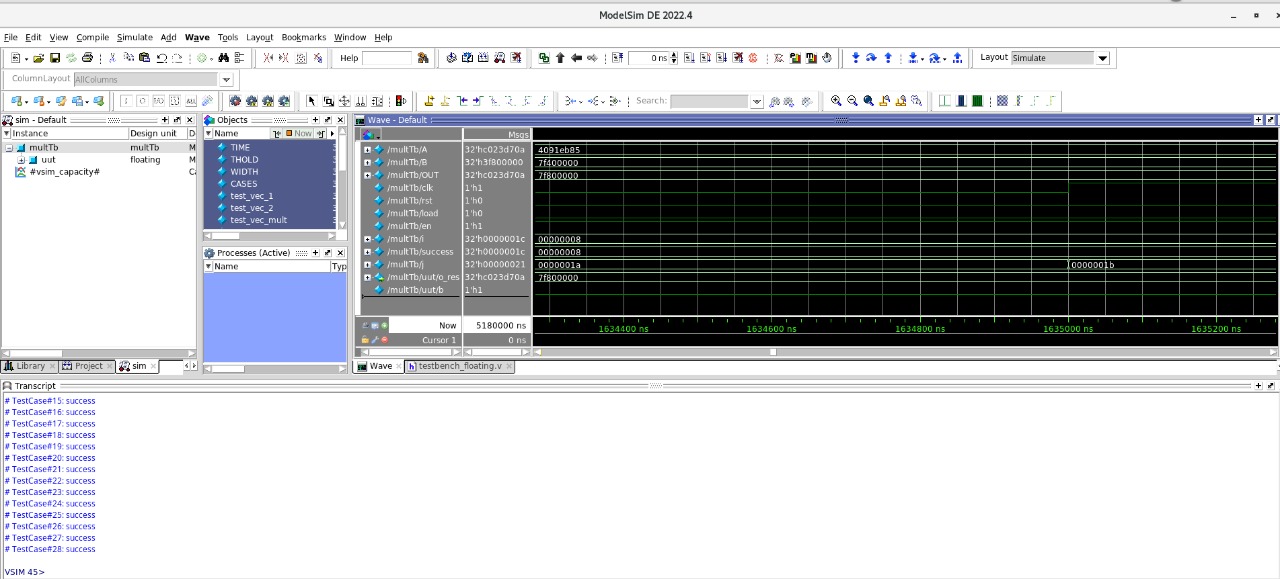 ModelSim DE 2022.4
File Edit View Compile Simulate Add Wave Tools Layout Bookmarks Window Help
Help 0 ns Layout Simulate
ColumnLayout AllColumns
Search:
sim - Default
Instance Design unit D
multTb multTb M
uut floating M
#vsim_capacity# Ca
Objects
Name Now
TIME
THOLD
WIDTH
CASES
test_vec_1
test_vec_2
test_vec_mult
Processes (Active)
Name Typ
Wave - Default
Msgs
/multTb/A 32'hc023d70a 4091eb85
/multTb/B 32'h3f800000 7f400000
/multTb/OUT 32'hc023d70a 7f800000
/multTb/clk 1'h1
/multTb/rst 1'h0
/multTb/load 1'h0
/multTb/en 1'h1
/multTb/i 32'h0000001c 00000008
/multTb/success 32'h0000001c 00000008
/multTb/j 32'h00000021 0000001a 0000001b
/multTb/uut/o_res 32'hc023d70a 7f800000
/multTb/uut/b 1'h1
Now 5180000 ns 1634400 ns 1634600 ns 1634800 ns 1635000 ns 1635200 ns
Cursor 1 0 ns
Library Project sim
Wave testbench_floating.v
Transcript
# TestCase#15: success
# TestCase#16: success
# TestCase#17: success
# TestCase#18: success
# TestCase#19: success
# TestCase#20: success
# TestCase#21: success
# TestCase#22: success
# TestCase#23: success
# TestCase#24: success
# TestCase#25: success
# TestCase#26: success
# TestCase#27: success
# TestCase#28: success
VSIM 45>